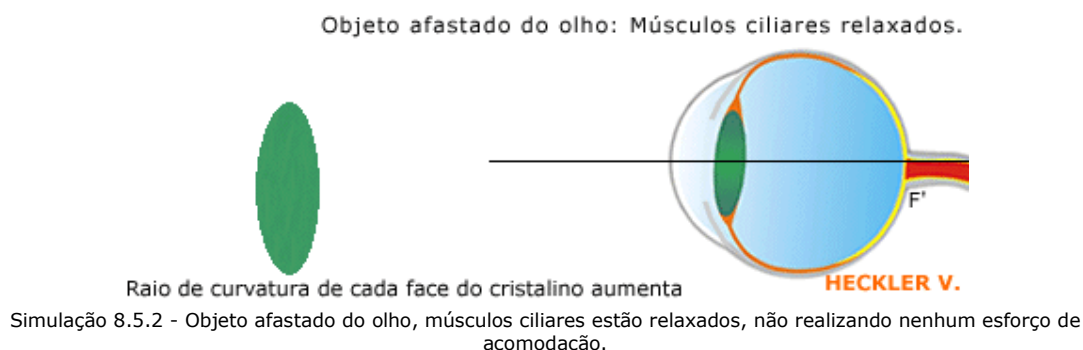 Objeto afastado do olho: Músculos ciliares relaxados.
F'
HECKLER V.
Raio de curvatura de cada face do cristalino aumenta
Simulação 8.5.2 - Objeto afastado do olho, músculos ciliares estão relaxados, não realizando nenhum esforço de
acomodação.